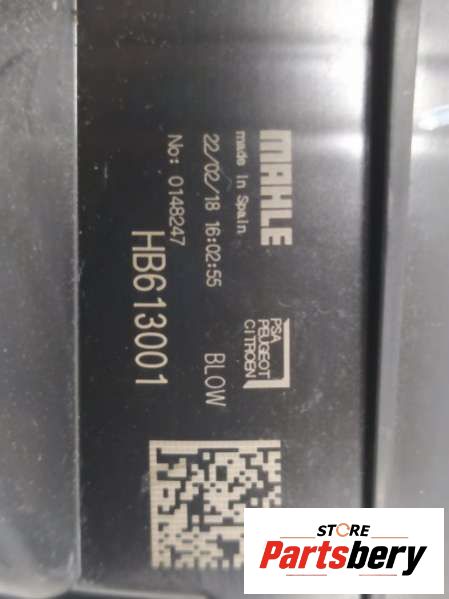 MAHLE
made in Spain
22/02/18 16:02:55
No: 0148247
HB613001
PSA
PEUGEOT
CITROEN
BLOW
STORE
Partsbery